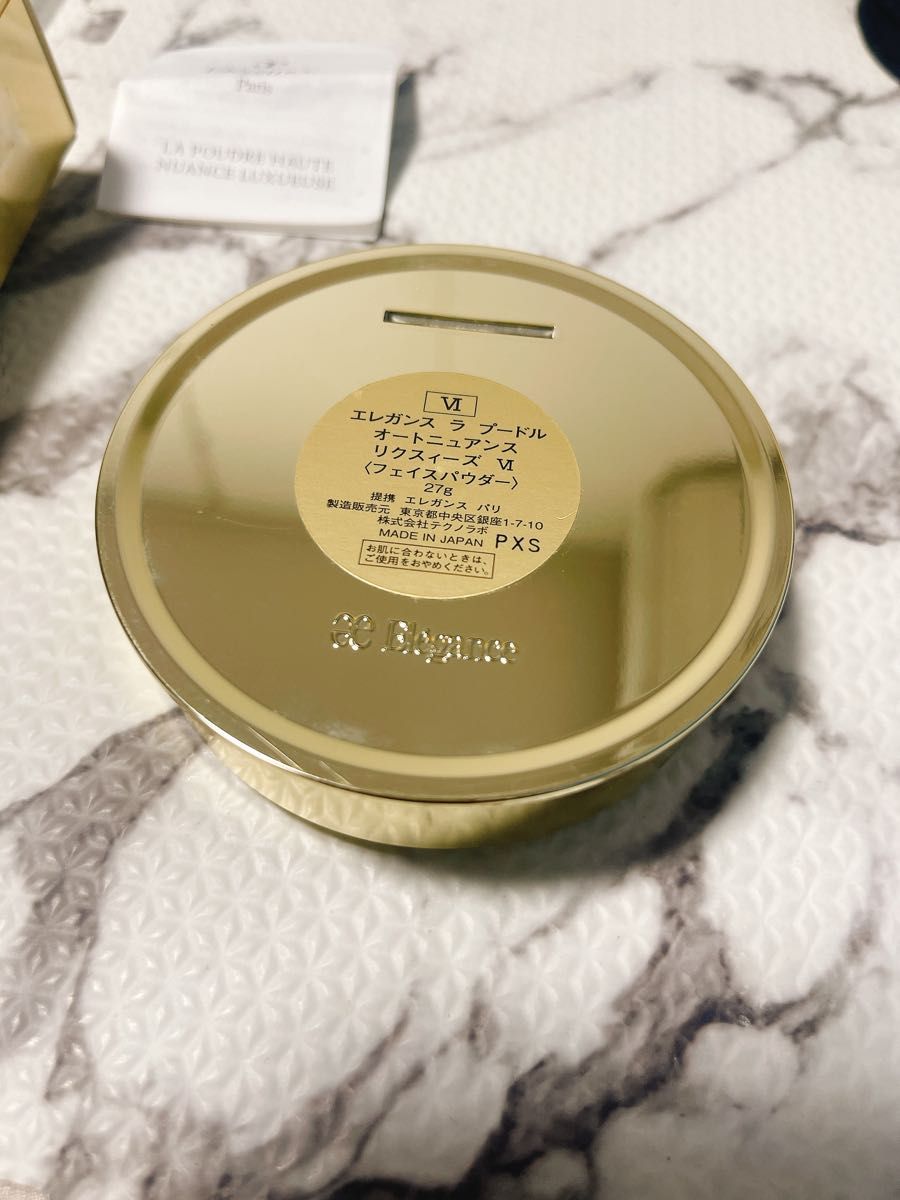 Paris
LA POUDRE HAUTE
NUANCE LUXUEUSE
VI
エレガンス ラ プードル
オートニュアンス
リクスィーズ VI
〈フェイスパウダー〉
27g
提携 エレガンス パリ
製造販売元 東京都中央区銀座1-7-10
株式会社テクノラボ
MADE IN JAPAN PXS
お肌に合わないときは、
ご使用をおやめください。
Elégance